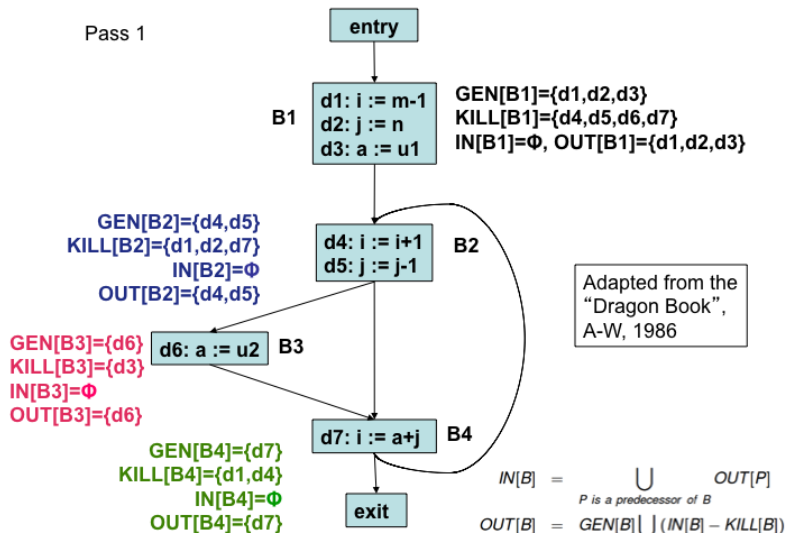 Pass 1
entry
B1
d1: i := m-1
d2: j := n
d3: a := u1
GEN[B1]={d1,d2,d3}
KILL[B1]={d4,d5,d6,d7}
IN[B1]=Φ, OUT[B1]={d1,d2,d3}
GEN[B2]={d4,d5}
KILL[B2]={d1,d2,d7}
IN[B2]=Φ
OUT[B2]={d4,d5}
d4: i := i+1
d5: j := j-1
B2
Adapted from the
“Dragon Book”,
A-W, 1986
GEN[B3]={d6}
KILL[B3]={d3}
IN[B3]=Φ
OUT[B3]={d6}
d6: a := u2
B3
d7: i := a+j
B4
GEN[B4]={d7}
KILL[B4]={d1,d4}
IN[B4]=Φ
OUT[B4]={d7}
exit
IN[B] = ⋃ OUT[P]
P is a predecessor of B
OUT[B] = GEN[B] ⋃ (IN[B] − KILL[B])